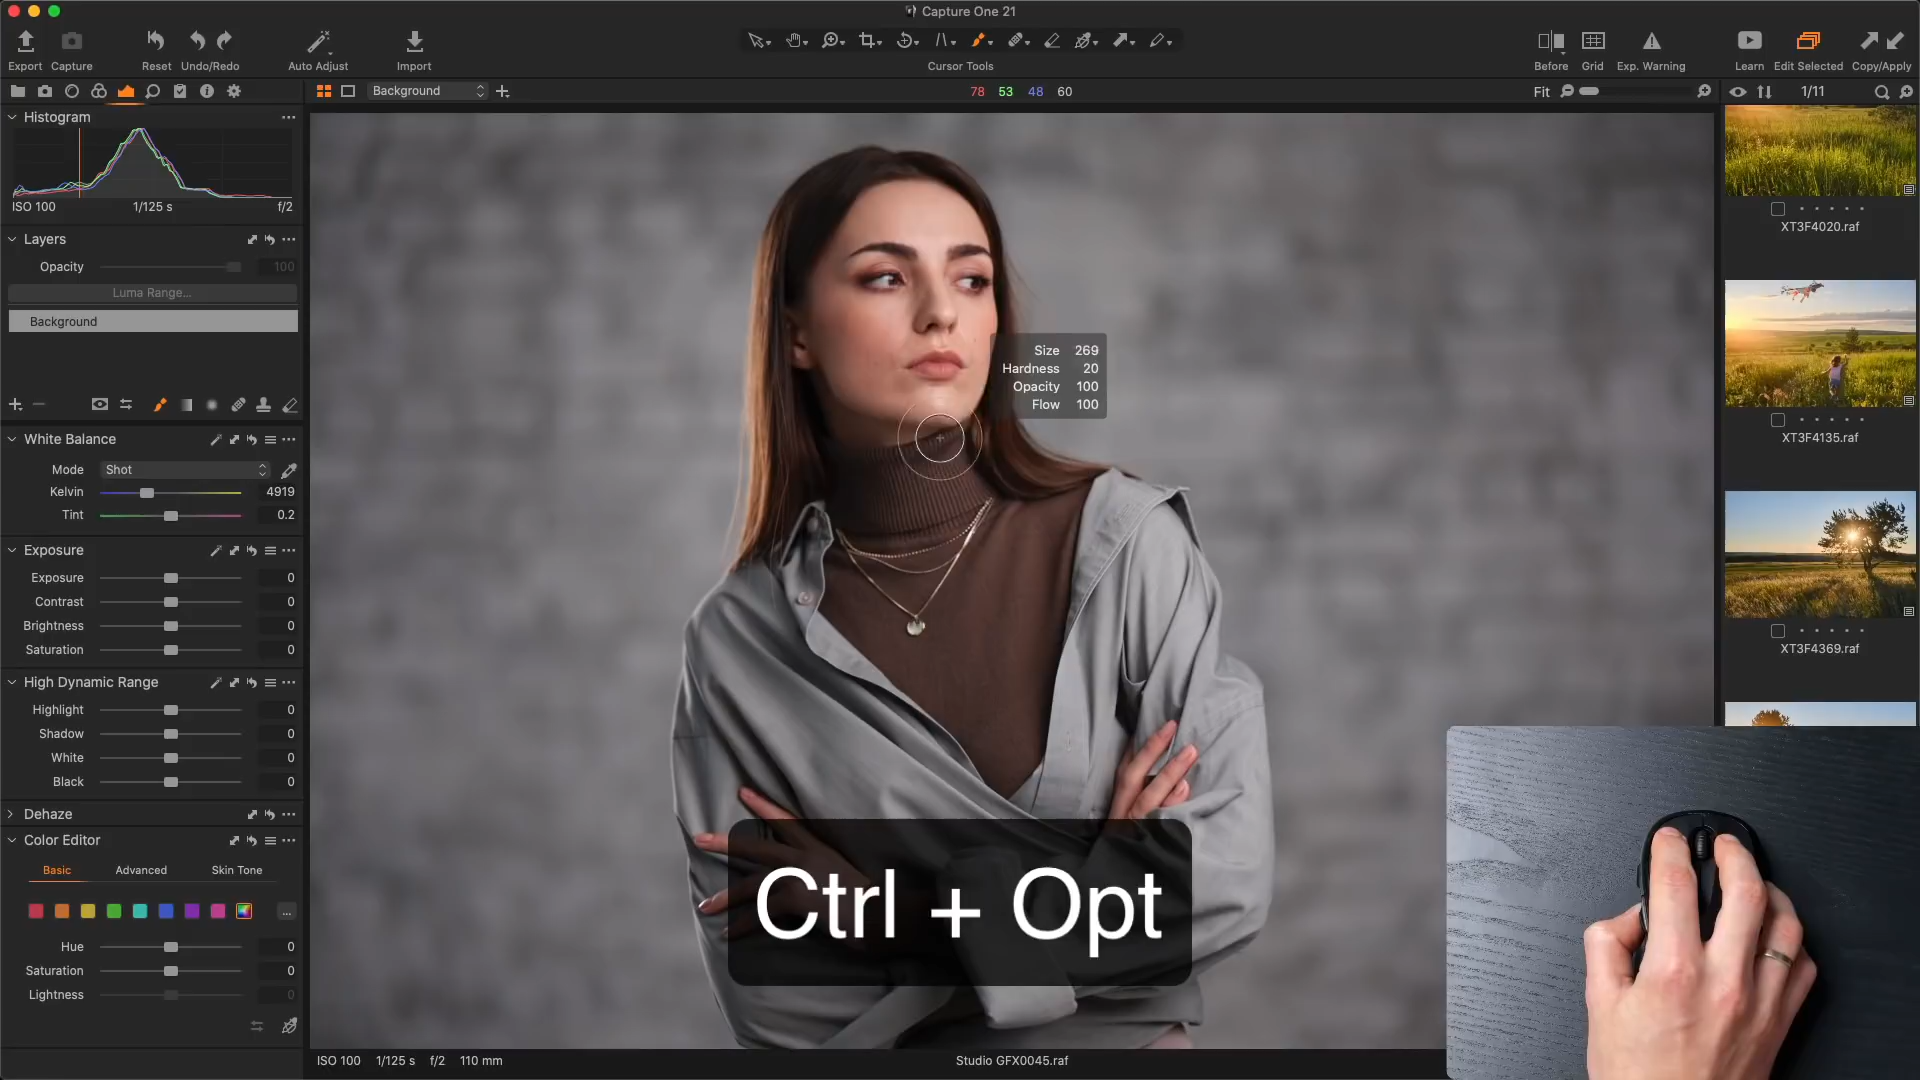 Capture One 21
Export
Capture
Reset
Undo/Redo
Auto Adjust
Import
Cursor Tools
Before
Grid
Exp. Warning
Learn
Edit Selected
Copy/Apply
Background
78 53 48 60
Fit
1/11
Histogram
ISO 100 1/125 s f/2
Layers
Opacity 100
Luma Range...
Background
White Balance
Mode Shot
Kelvin 4919
Tint 0.2
Exposure
Exposure 0
Contrast 0
Brightness 0
Saturation 0
High Dynamic Range
Highlight 0
Shadow 0
White 0
Black 0
Dehaze
Color Editor
Basic Advanced Skin Tone
...
Hue 0
Saturation 0
Lightness 0
Size 269
Hardness 20
Opacity 100
Flow 100
Ctrl + Opt
ISO 100 1/125 s f/2 110 mm
Studio GFX0045.raf
XT3F4020.raf
XT3F4135.raf
XT3F4369.raf